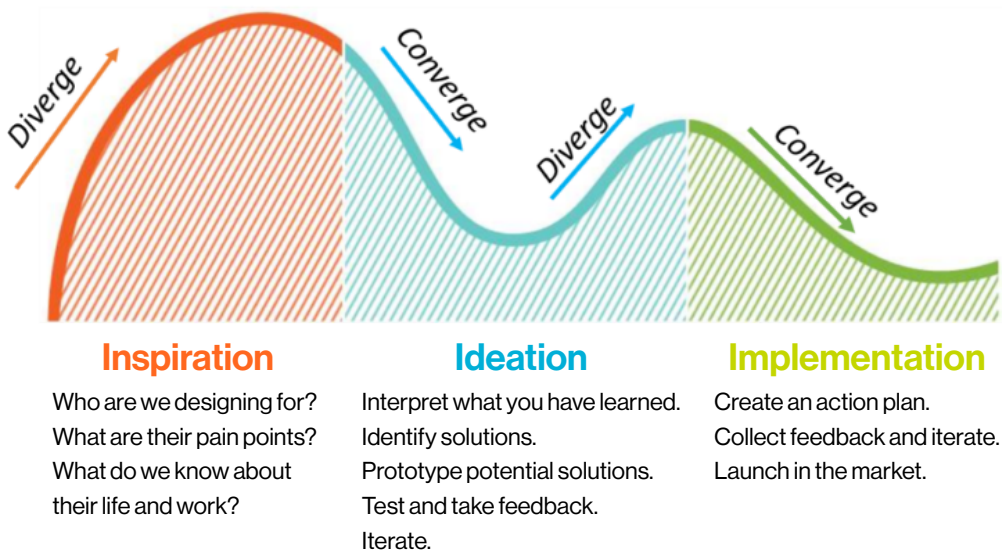 Diverge
Converge
Diverge
Converge
Inspiration
Who are we designing for?
What are their pain points?
What do we know about
their life and work?
Ideation
Interpret what you have learned.
Identify solutions.
Prototype potential solutions.
Test and take feedback.
Iterate.
Implementation
Create an action plan.
Collect feedback and iterate.
Launch in the market.